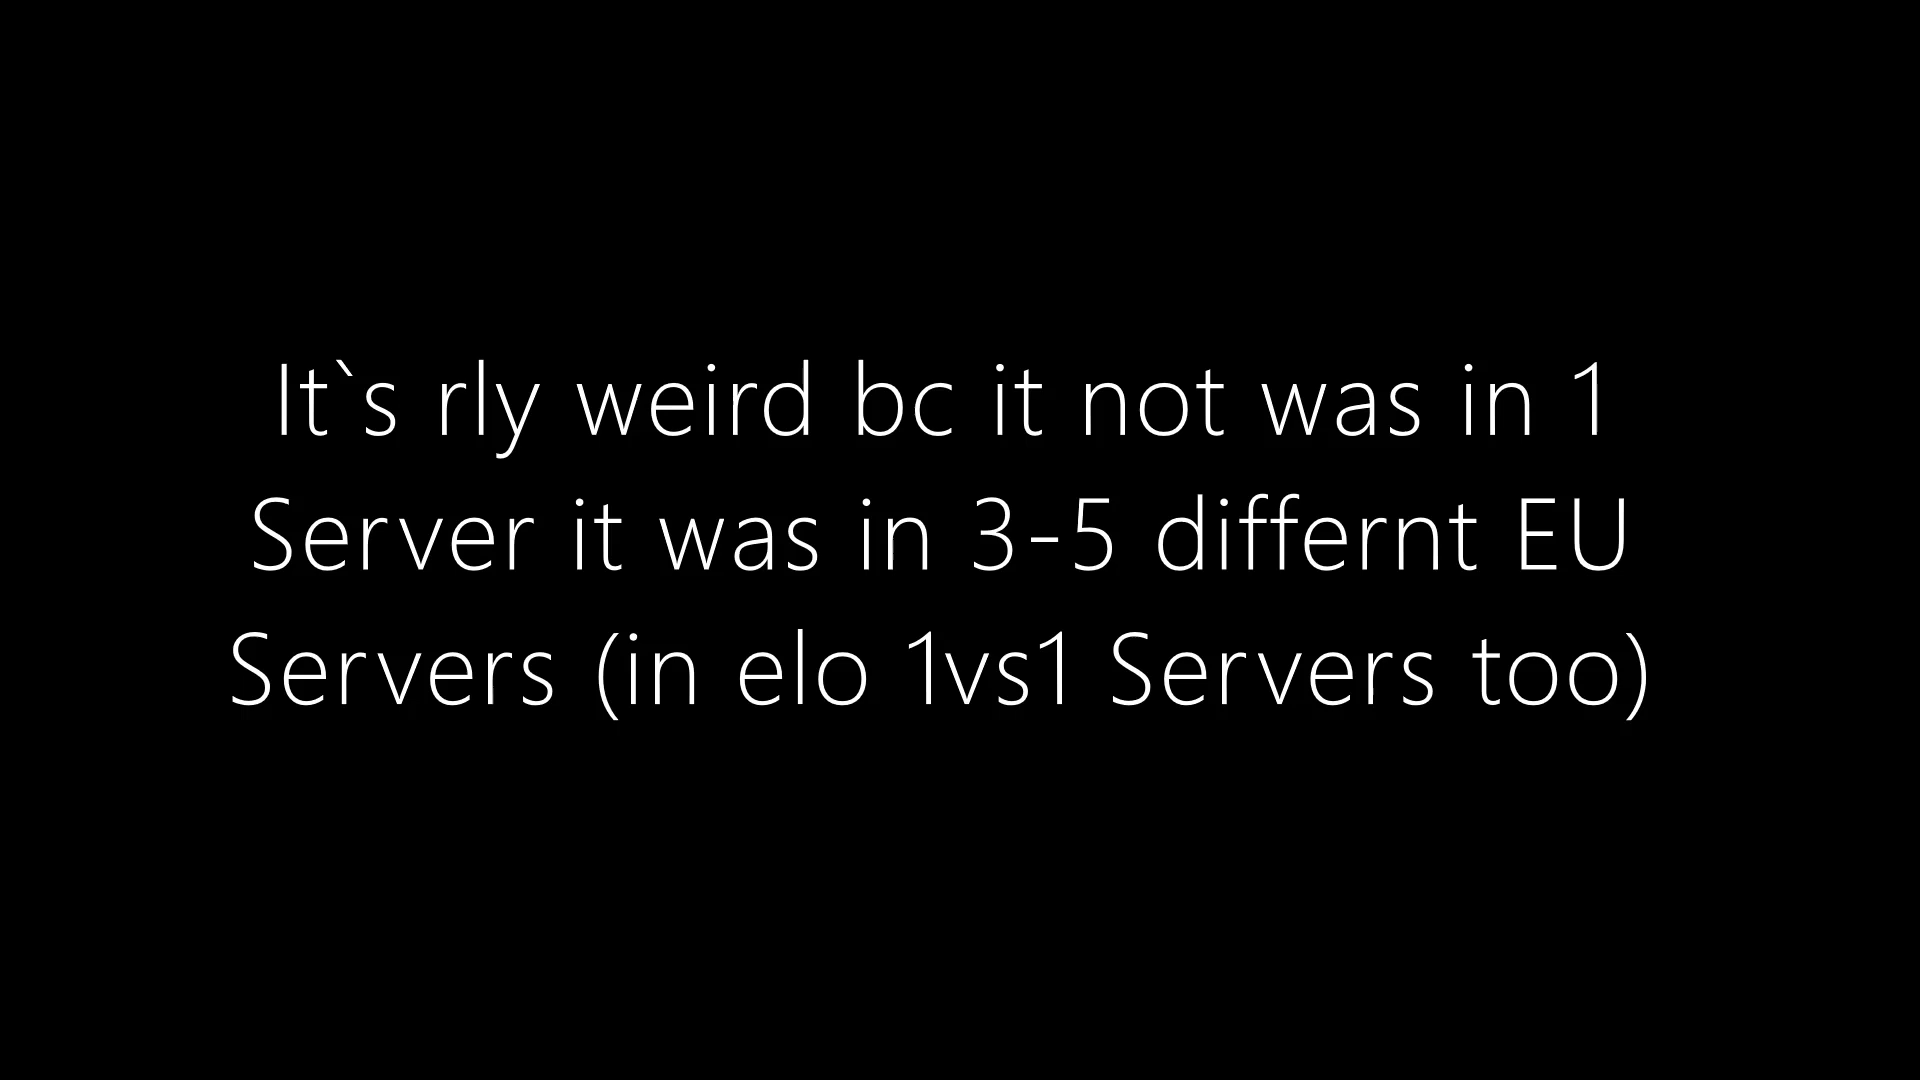 It`s rly weird bc it not was in 1
Server it was in 3-5 differnt EU
Servers (in elo 1vs1 Servers too)